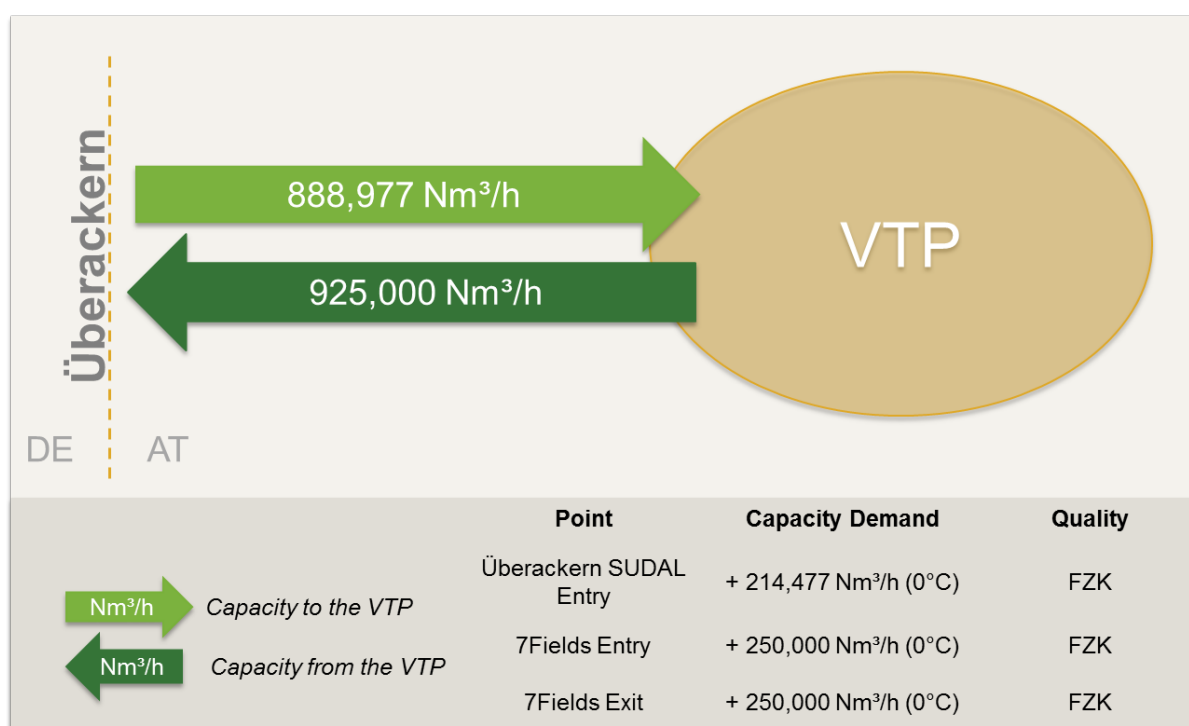 Überackern
888,977 Nm³/h
925,000 Nm³/h
VTP
DE
AT
Point Capacity Demand Quality
Überackern SUDAL
Entry
+ 214,477 Nm³/h (0°C) FZK
7Fields Entry + 250,000 Nm³/h (0°C) FZK
7Fields Exit + 250,000 Nm³/h (0°C) FZK
Nm³/h Capacity to the VTP
Nm³/h Capacity from the VTP